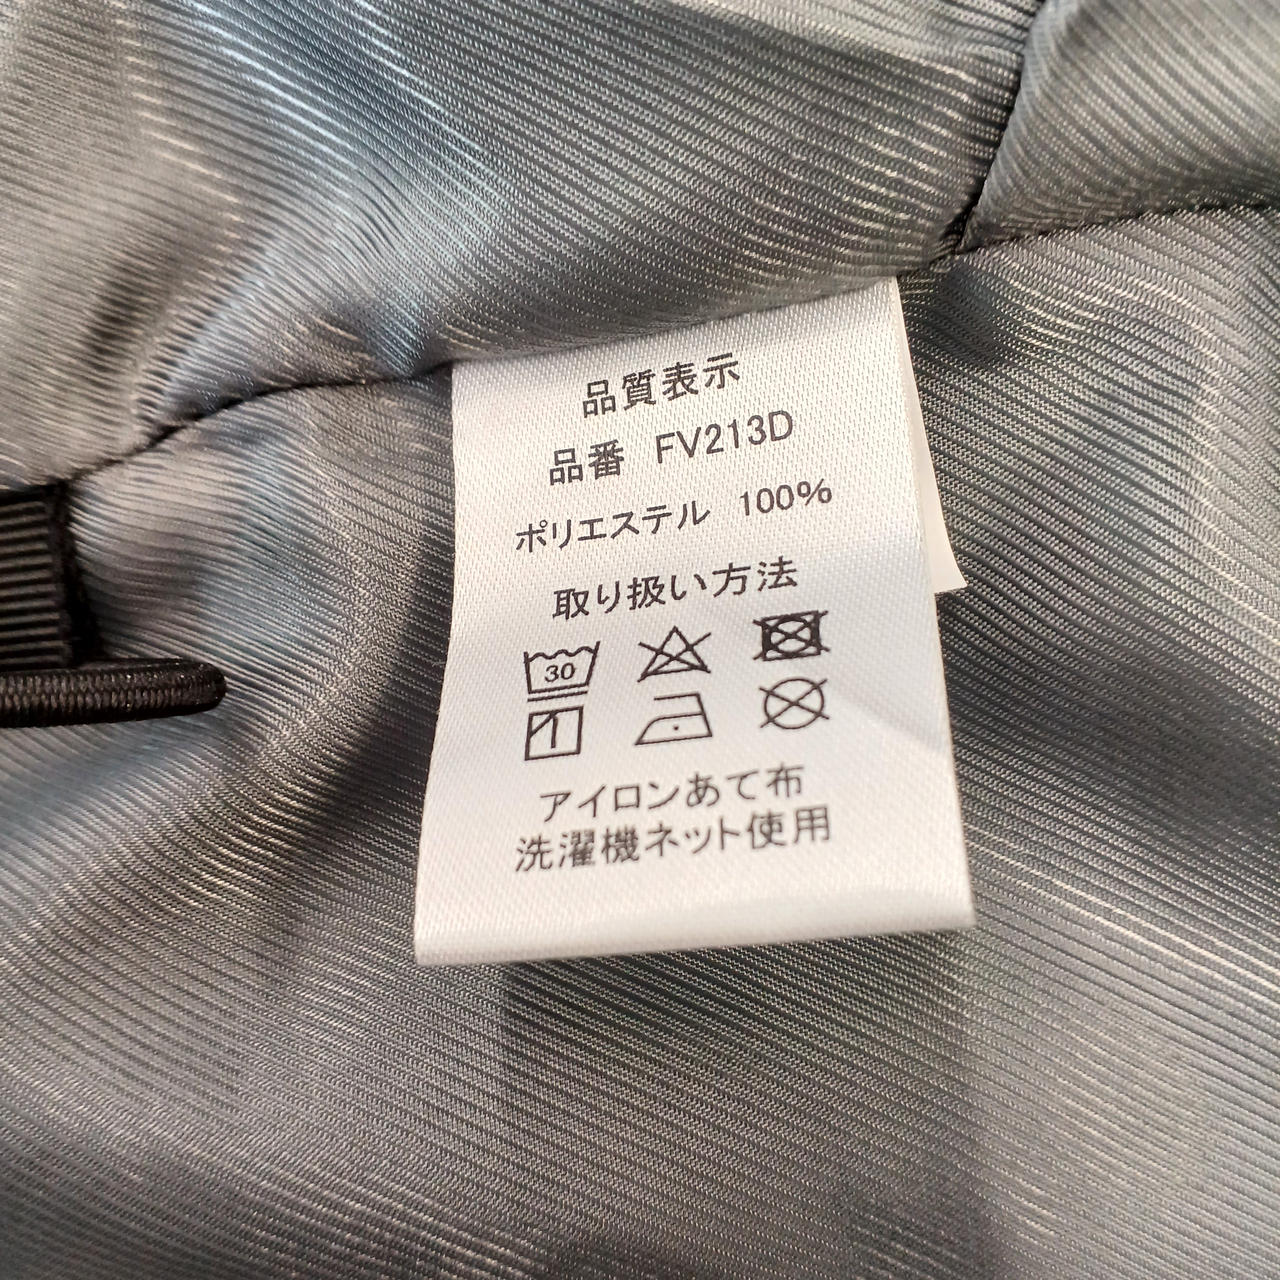 品質表示
品番 FV213D
ポリエステル 100%
取り扱い方法
30
アイロンあて布
洗濯機ネット使用